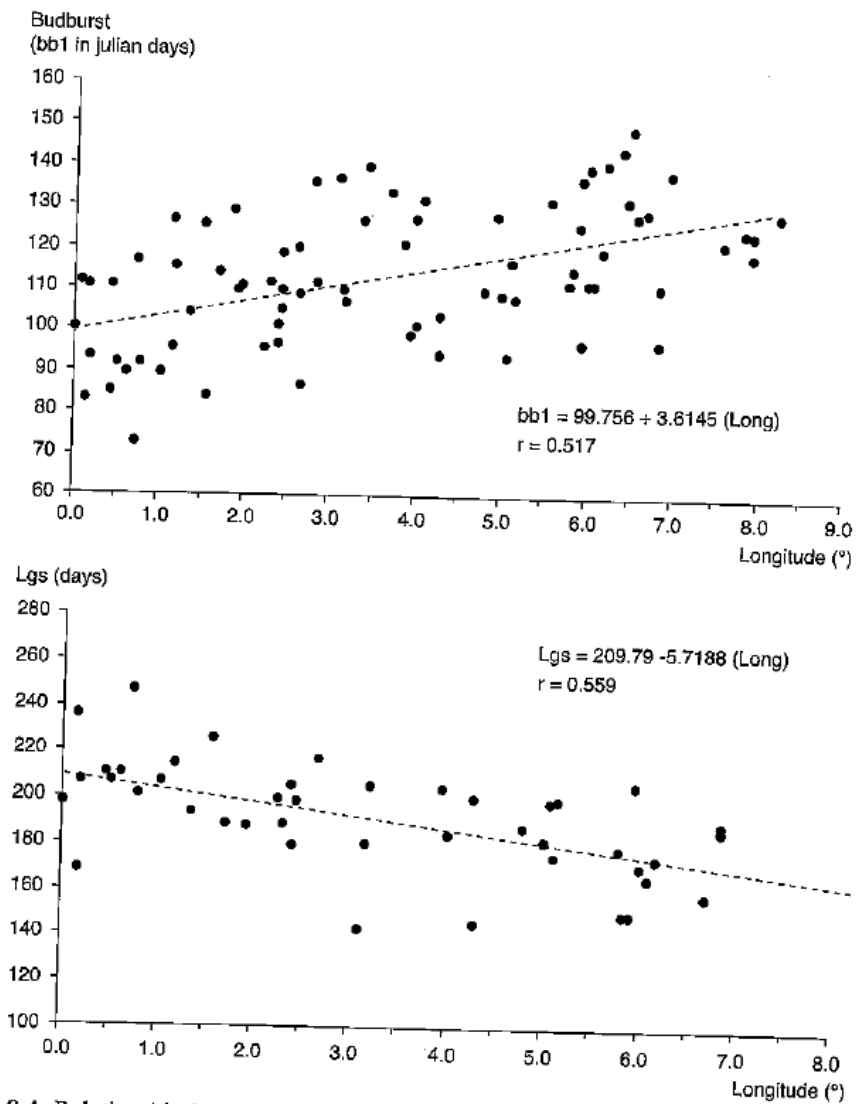 Budburst
(bb1 in julian days)
160
150
140
130
120
110
100
90
80
70
60
bb1 = 99.756 + 3.6145 (Long)
r = 0.517
0.0 1.0 2.0 3.0 4.0 5.0 6.0 7.0 8.0 9.0
Longitude (°)
Lgs (days)
280
260
240
220
200
180
160
140
120
100
Lgs = 209.79 -5.7188 (Long)
r = 0.559
0.0 1.0 2.0 3.0 4.0 5.0 6.0 7.0 8.0
Longitude (°)